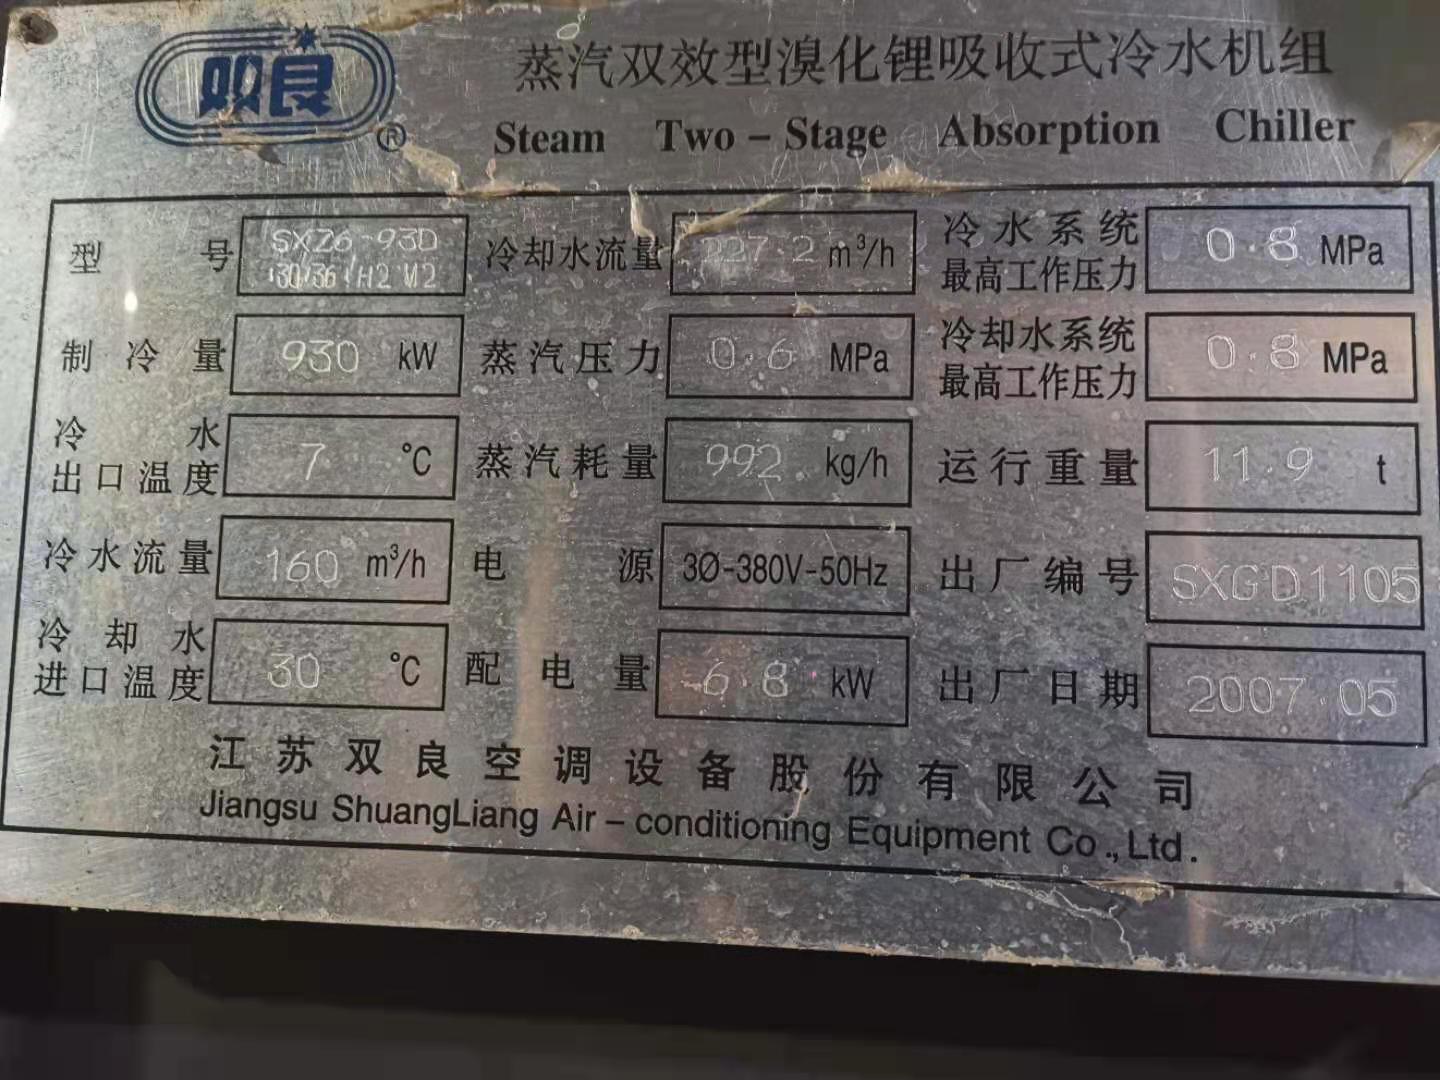 双良®
蒸汽双效型溴化锂吸收式冷水机组
Steam Two-Stage Absorption Chiller
型号 SXZ6-93D
(30/36)H2 M2
冷却水流量 227.2 m³/h
冷水系统最高工作压力 0.8 MPa
制冷量 930 kW
蒸汽压力 0.6 MPa
冷却水系统最高工作压力 0.8 MPa
冷水出口温度 7 ℃
蒸汽耗量 992 kg/h
运行重量 11.9 t
冷水流量 160 m³/h
电源 3Ø-380V-50Hz
出厂编号 SXGD1105
冷却水进口温度 30 ℃
配电量 6.8 kW
出厂日期 2007.05
江苏双良空调设备股份有限公司
Jiangsu ShuangLiang Air-conditioning Equipment Co., Ltd.